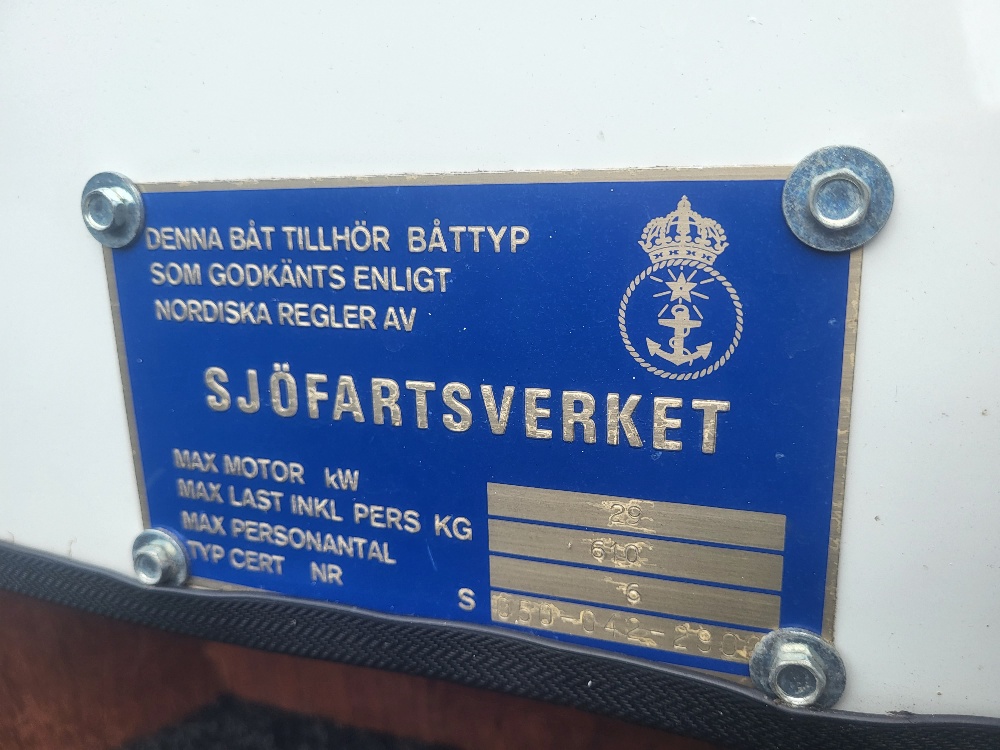 DENNA BÅT TILLHÖR BÅTTYP
SOM GODKÄNTS ENLIGT
NORDISKA REGLER AV
SJÖFARTSVERKET
MAX MOTOR kW 29
MAX LAST INKL PERS KG 610
MAX PERSONANTAL 6
TYP CERT NR S